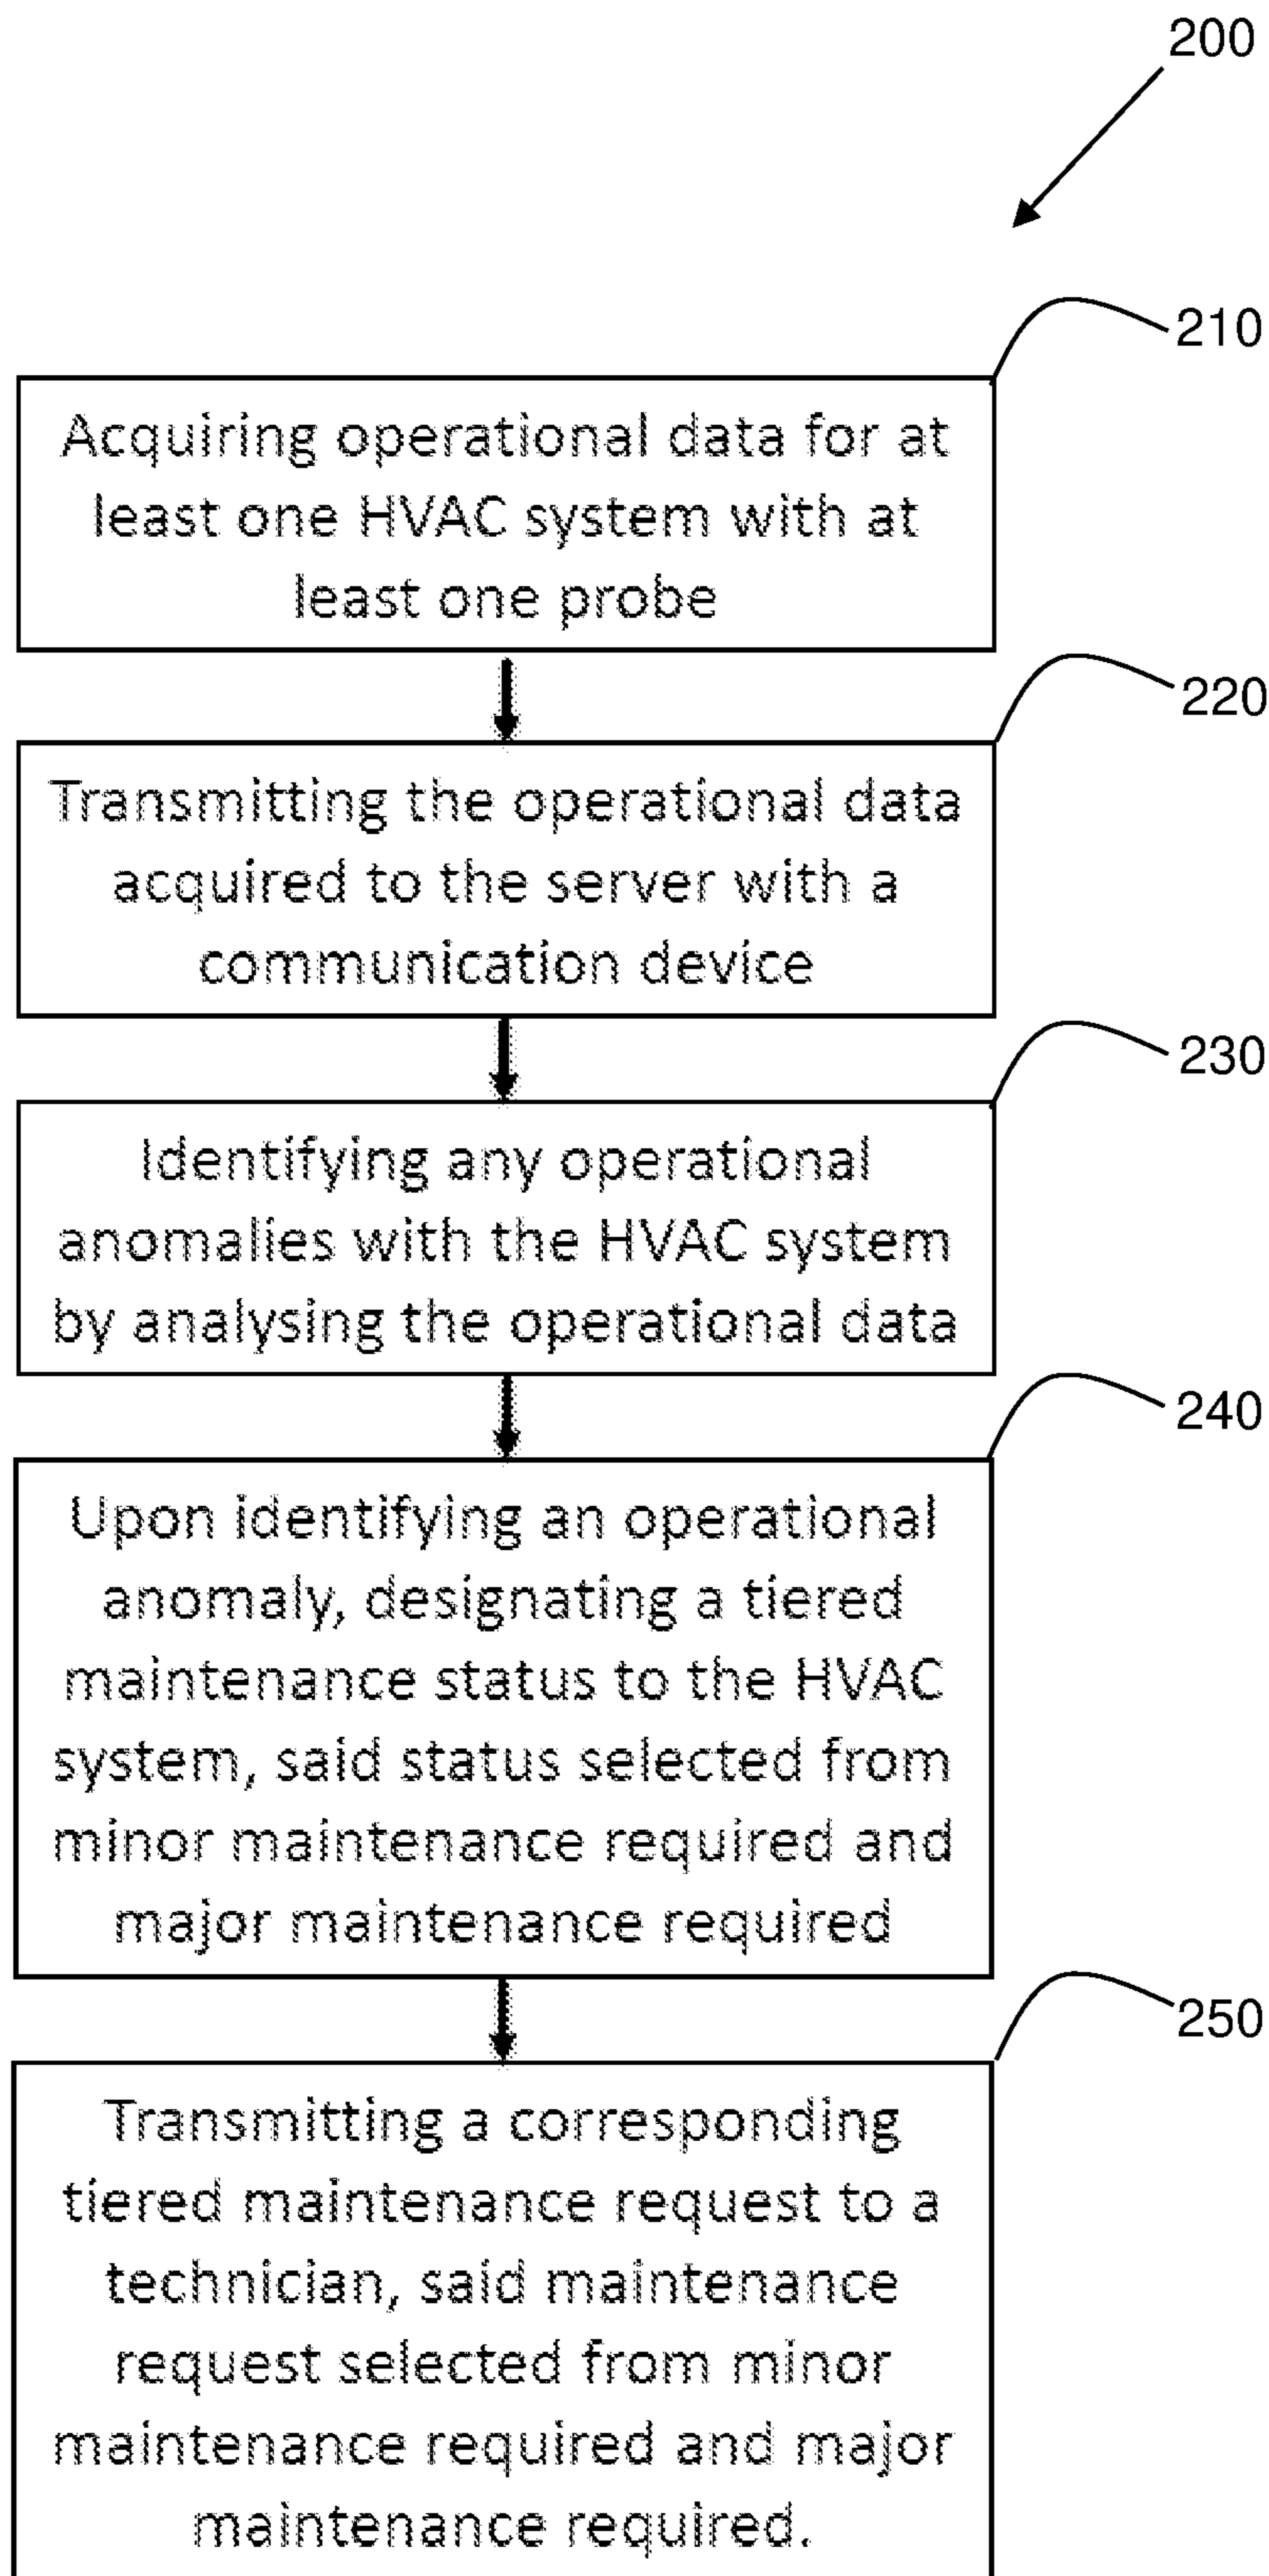 200
210
Acquiring operational data for at
least one HVAC system with at
least one probe
220
Transmitting the operational data
acquired to the server with a
communication device
230
Identifying any operational
anomalies with the HVAC system
by analysing the operational data
240
Upon identifying an operational
anomaly, designating a tiered
maintenance status to the HVAC
system, said status selected from
minor maintenance required and
major maintenance required
250
Transmitting a corresponding
tiered maintenance request to a
technician, said maintenance
request selected from minor
maintenance required and major
maintenance required.